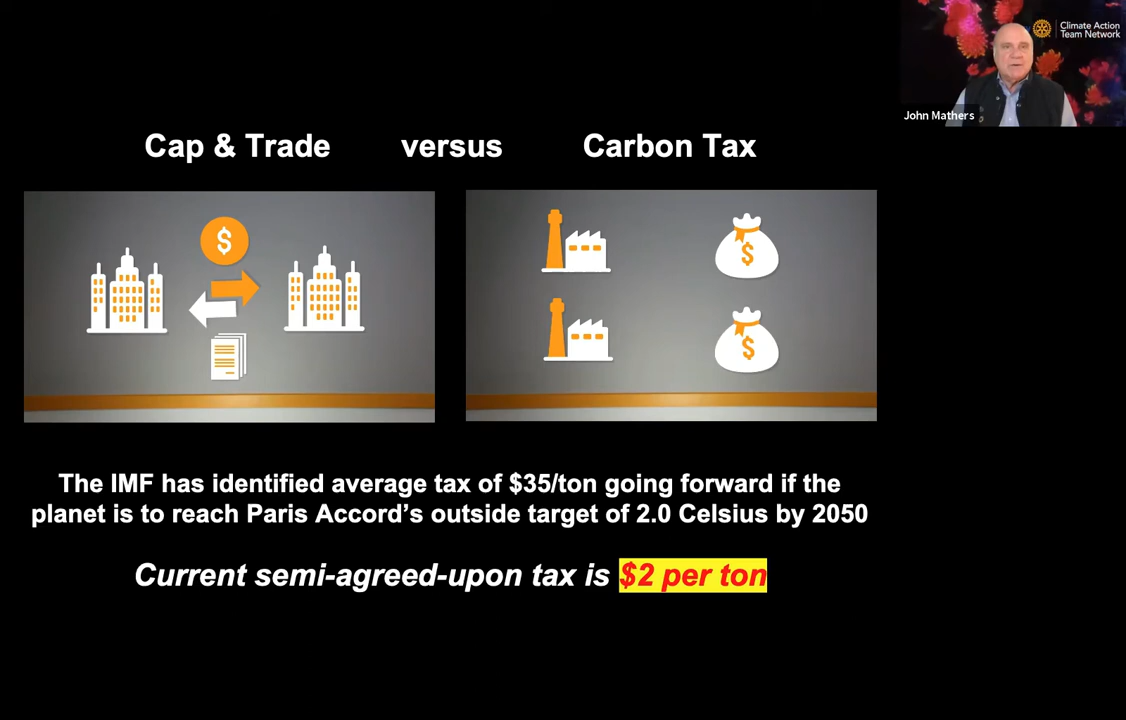 Climate Action
Team Network
John Mathers
Cap & Trade versus Carbon Tax
$
$
$
The IMF has identified average tax of $35/ton going forward if the
planet is to reach Paris Accord’s outside target of 2.0 Celsius by 2050
Current semi-agreed-upon tax is $2 per ton